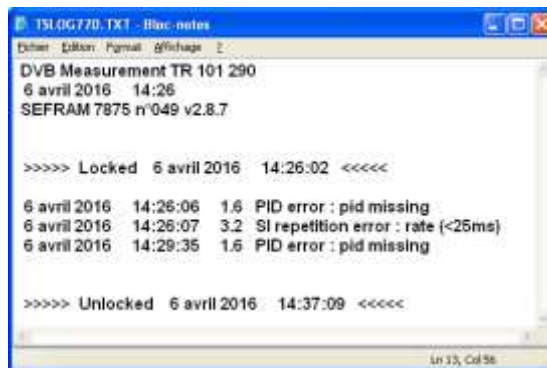 TSLOG770.TXT - Bloc-notes
Fichier Edition Format Affichage ?
DVB Measurement TR 101 290
6 avril 2016 14:26
SEFRAM 7875 n°049 v2.8.7
>>>>> Locked 6 avril 2016 14:26:02 <<<<<
6 avril 2016 14:26:06 1.6 PID error : pid missing
6 avril 2016 14:26:07 3.2 SI repetition error : rate (<25ms)
6 avril 2016 14:29:35 1.6 PID error : pid missing
>>>>> Unlocked 6 avril 2016 14:37:09 <<<<<
Ln 13, Col 56